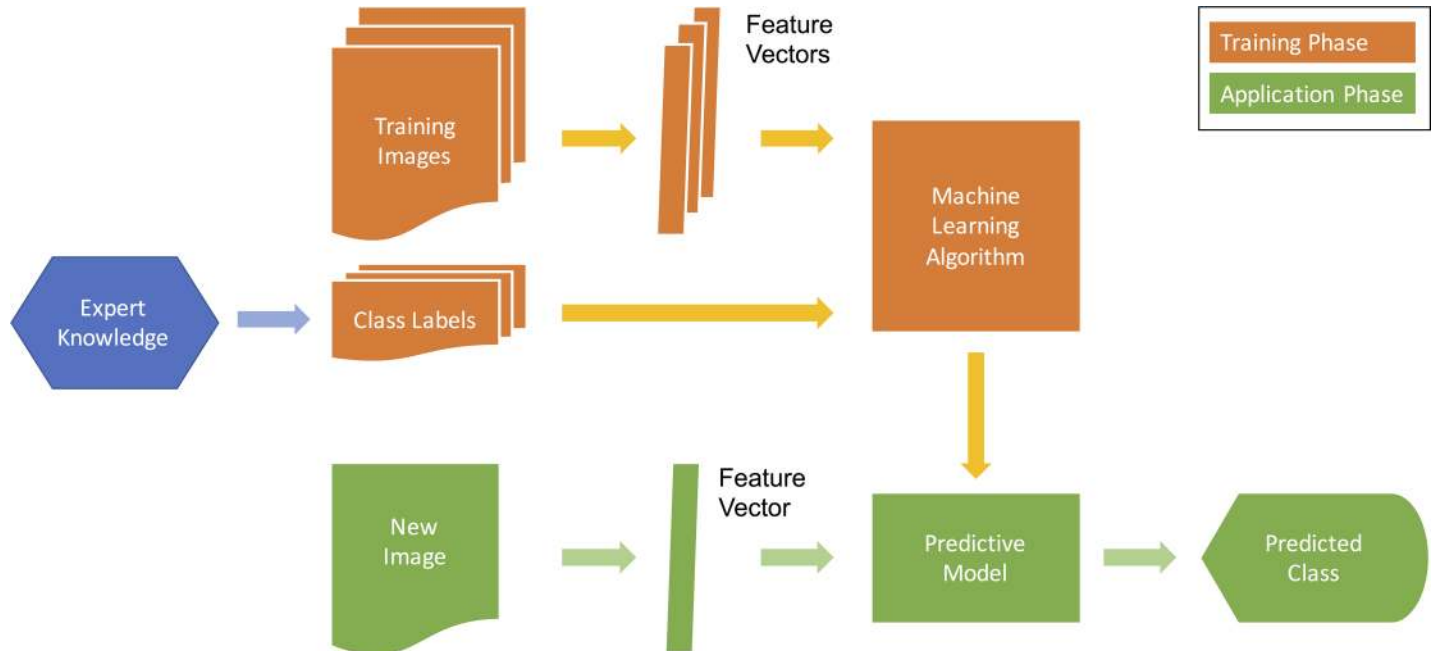 Feature
Vectors
Training Phase
Application Phase
Training
Images
Machine
Learning
Algorithm
Expert
Knowledge
Class Labels
Feature
Vector
New
Image
Predictive
Model
Predicted
Class